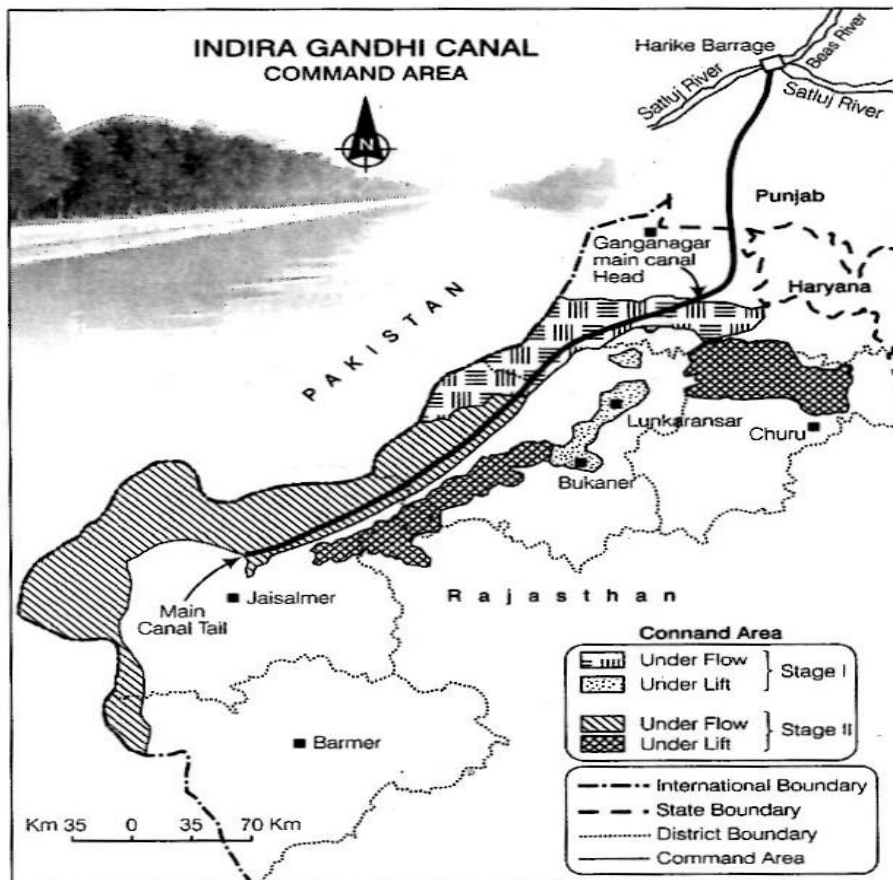 INDIRA GANDHI CANAL
COMMAND AREA
N
Harike Barrage
Beas River
Satluj River
Satluj River
Punjab
Ganganagar
main canal
Head
Haryana
PAKISTAN
Lunkaransar
Churu
Bukaner
Main
Canal Tail
Jaisalmer
Rajasthan
Barmer
Connand Area
Under Flow
Under Lift
Stage I
Under Flow
Under Lift
Stage II
International Boundary
State Boundary
District Boundary
Command Area
Km 35 0 35 70 Km